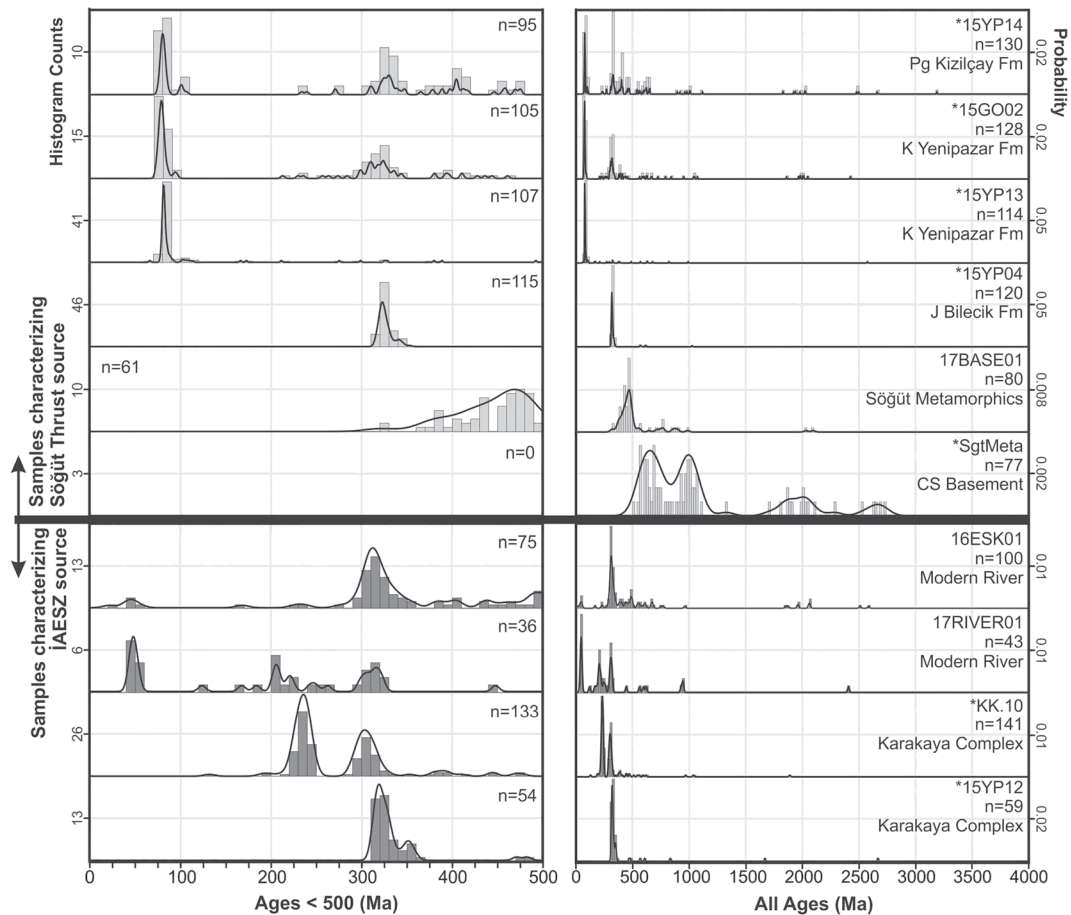 Histogram Counts
Samples characterizing
Söğüt Thrust source
Samples characterizing
İAESZ source
10
n=95
15
n=105
41
n=107
46
n=115
10
n=61
3
n=0
13
n=75
6
n=36
26
n=133
13
n=54
0 100 200 300 400 500
Ages < 500 (Ma)
Probability
*15YP14
n=130
Pg Kizilçay Fm
0.02
*15GO02
n=128
K Yenipazar Fm
0.02
*15YP13
n=114
K Yenipazar Fm
0.05
*15YP04
n=120
J Bilecik Fm
0.05
17BASE01
n=80
Söğüt Metamorphics
0.008
*SgtMeta
n=77
CS Basement
0.002
16ESK01
n=100
Modern River
0.01
17RIVER01
n=43
Modern River
0.01
*KK.10
n=141
Karakaya Complex
0.01
*15YP12
n=59
Karakaya Complex
0.02
0 500 1000 1500 2000 2500 3000 3500 4000
All Ages (Ma)